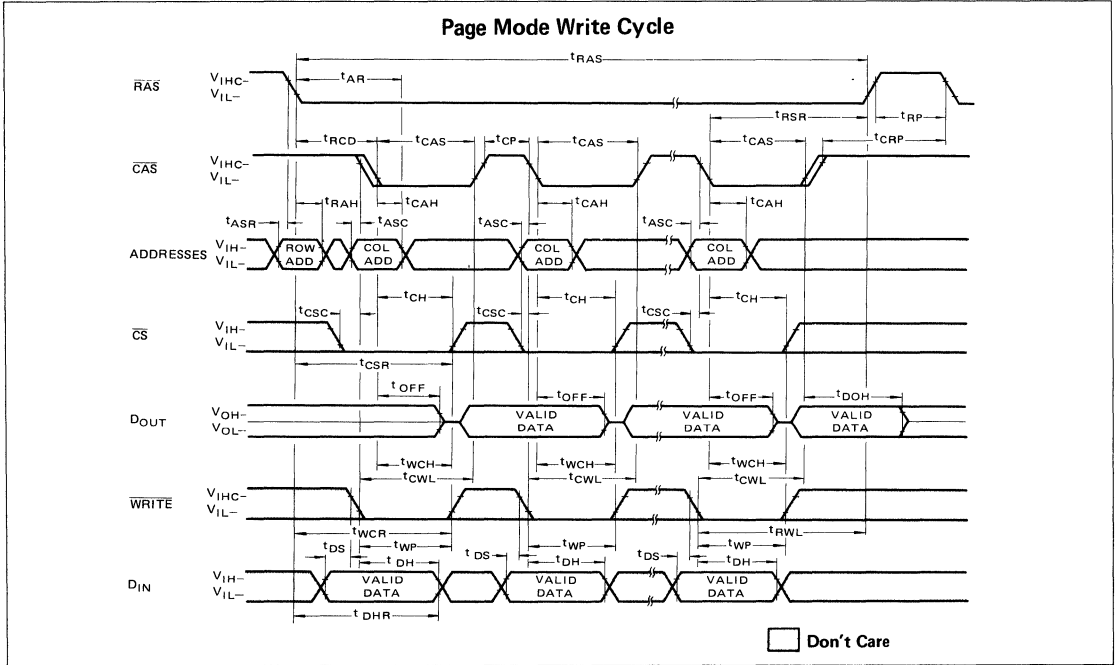 Page Mode Write Cycle
tRAS
tAR
RAS
VIHC–
VIL–
tRSR
tRP
tRCD
tCAS
tCP
tCAS
tCAS
tCRP
CAS
VIHC–
VIL–
tRAH
tCAH
tCAH
tCAH
tASR
tASC
tASC
tASC
ADDRESSES
VIH–
VIL–
ROW ADD
COL ADD
COL ADD
COL ADD
tCH
tCH
tCH
tCSC
tCSC
tCSC
CS
VIH–
VIL–
tCSR
tOFF
tOFF
tOFF
tDOH
DOUT
VOH–
VOL–
VALID DATA
VALID DATA
VALID DATA
tWCH
tWCH
tWCH
tCWL
tCWL
tCWL
WRITE
VIHC–
VIL–
tWCR
tRWL
tWP
tWP
tWP
tDS
tDH
tDS
tDH
tDS
tDH
DIN
VIH–
VIL–
VALID DATA
VALID DATA
VALID DATA
tDHR
Don't Care